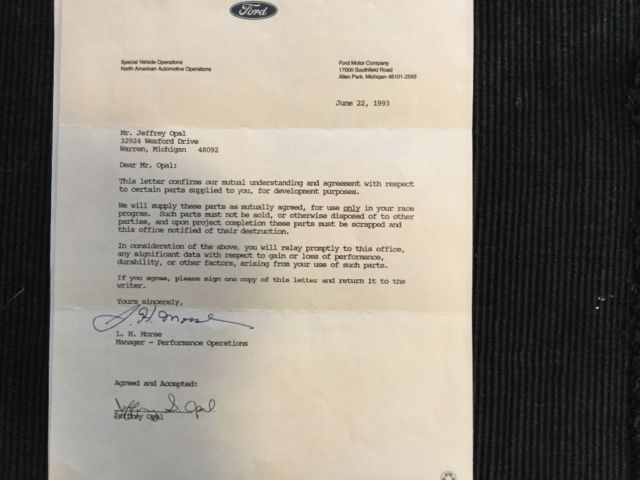 Ford
Special Vehicle Operations
North American Automotive Operations
Ford Motor Company
17000 Southfield Road
Allen Park, Michigan 48101-2593
June 22, 1993
Mr. Jeffrey Opal
32924 Wexford Drive
Warren, Michigan 48092
Dear Mr. Opal:
This letter confirms our mutual understanding and agreement with respect
to certain parts supplied to you, for development purposes.
We will supply these parts as mutually agreed, for use only in your race
program. Such parts must not be sold, or otherwise disposed of to other
parties, and upon project completion these parts must be scrapped and
this office notified of their destruction.
In consideration of the above, you will relay promptly to this office,
any significant data with respect to gain or loss of performance,
durability, or other factors, arising from your use of such parts.
If you agree, please sign one copy of this letter and return it to the
writer.
Yours sincerely,
L. H. Morse
L. H. Morse
Manager - Performance Operations
Agreed and Accepted:
Jeffrey S. Opal
Jeffrey Opal